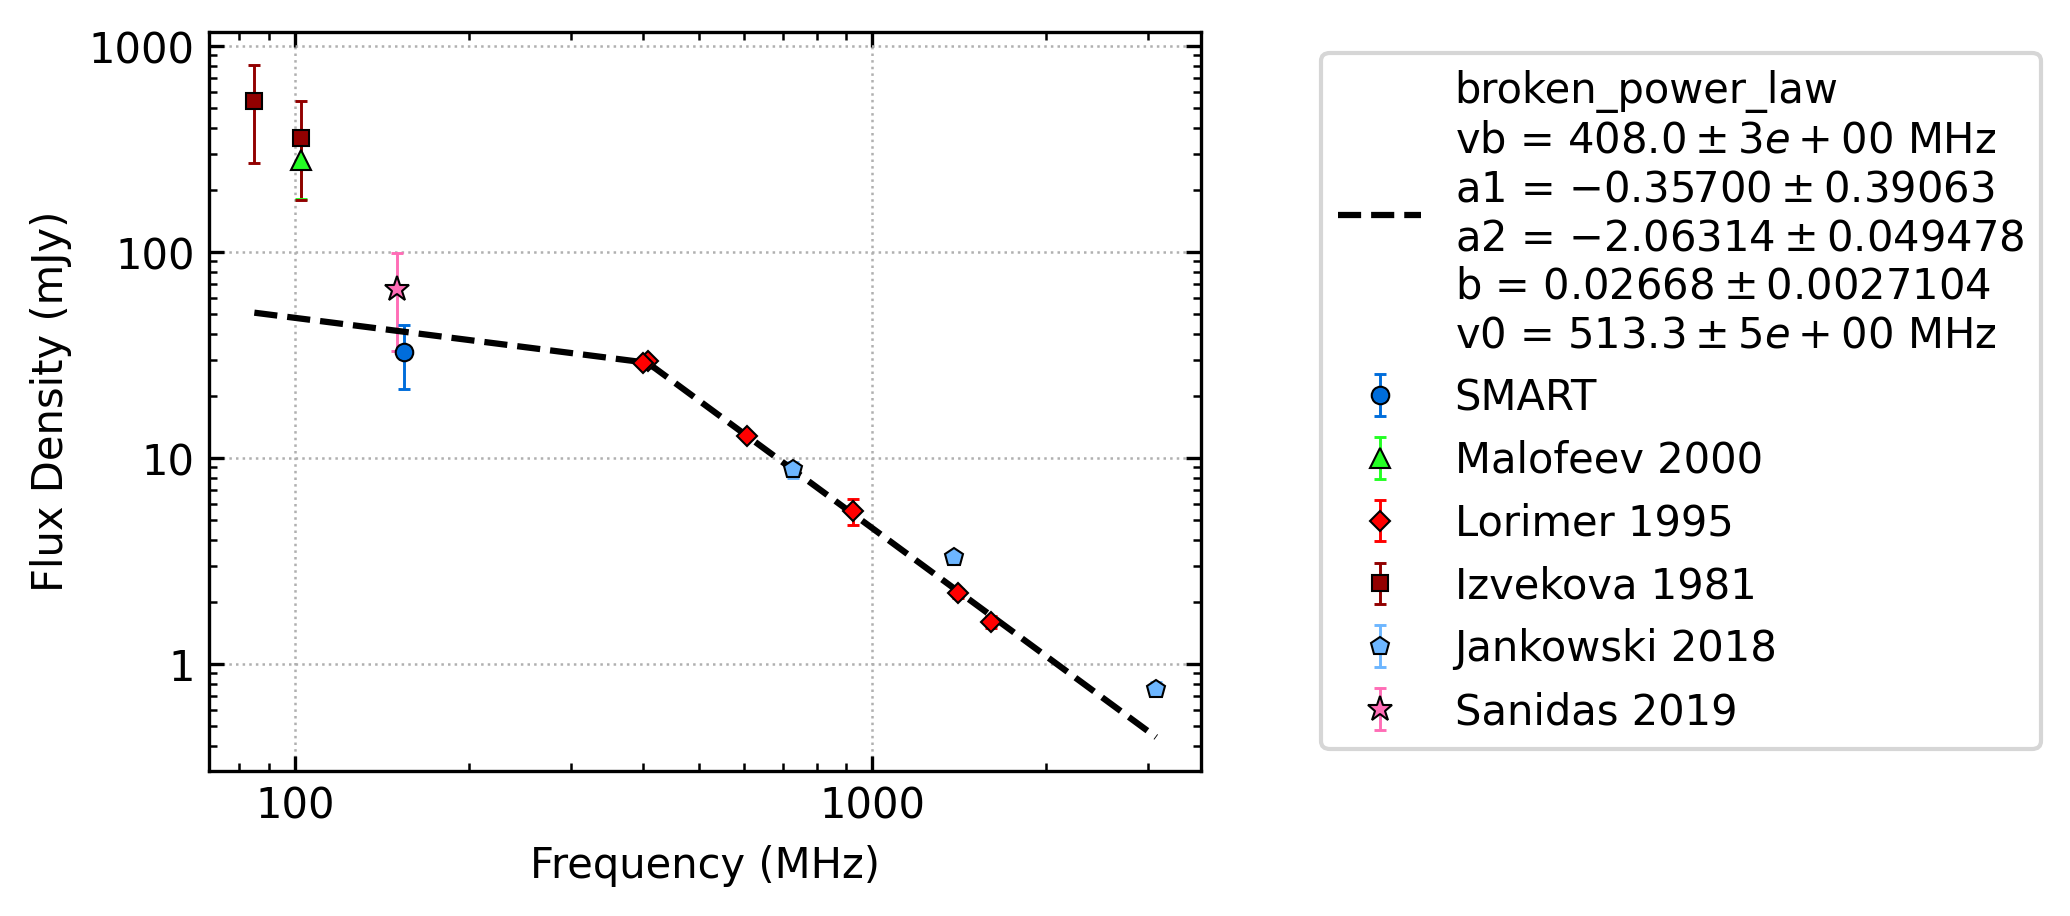 1000
100
10
1
Flux Density (mJy)
100
1000
Frequency (MHz)
broken_power_law
vb = 408.0 ± 3e + 00 MHz
a1 = −0.35700 ± 0.39063
a2 = −2.06314 ± 0.049478
b = 0.02668 ± 0.0027104
v0 = 513.3 ± 5e + 00 MHz
SMART
Malofeev 2000
Lorimer 1995
Izvekova 1981
Jankowski 2018
Sanidas 2019